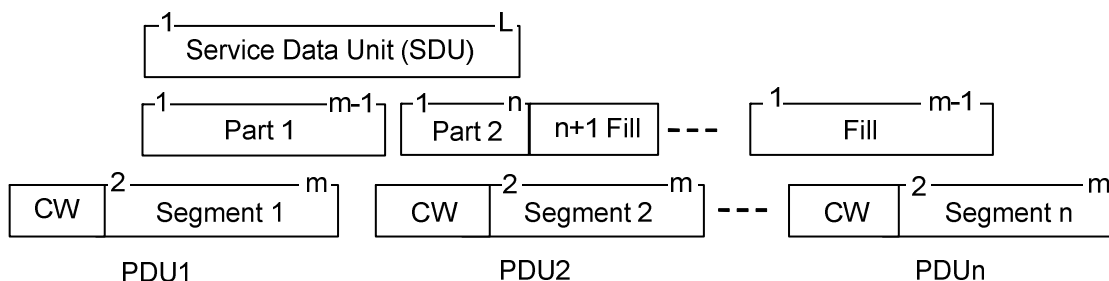 1 L
Service Data Unit (SDU)
1 m-1 1 n 1 m-1
Part 1 Part 2 n+1 Fill Fill
2 m 2 m 2 m
CW Segment 1 CW Segment 2 CW Segment n
PDU1 PDU2 PDUn